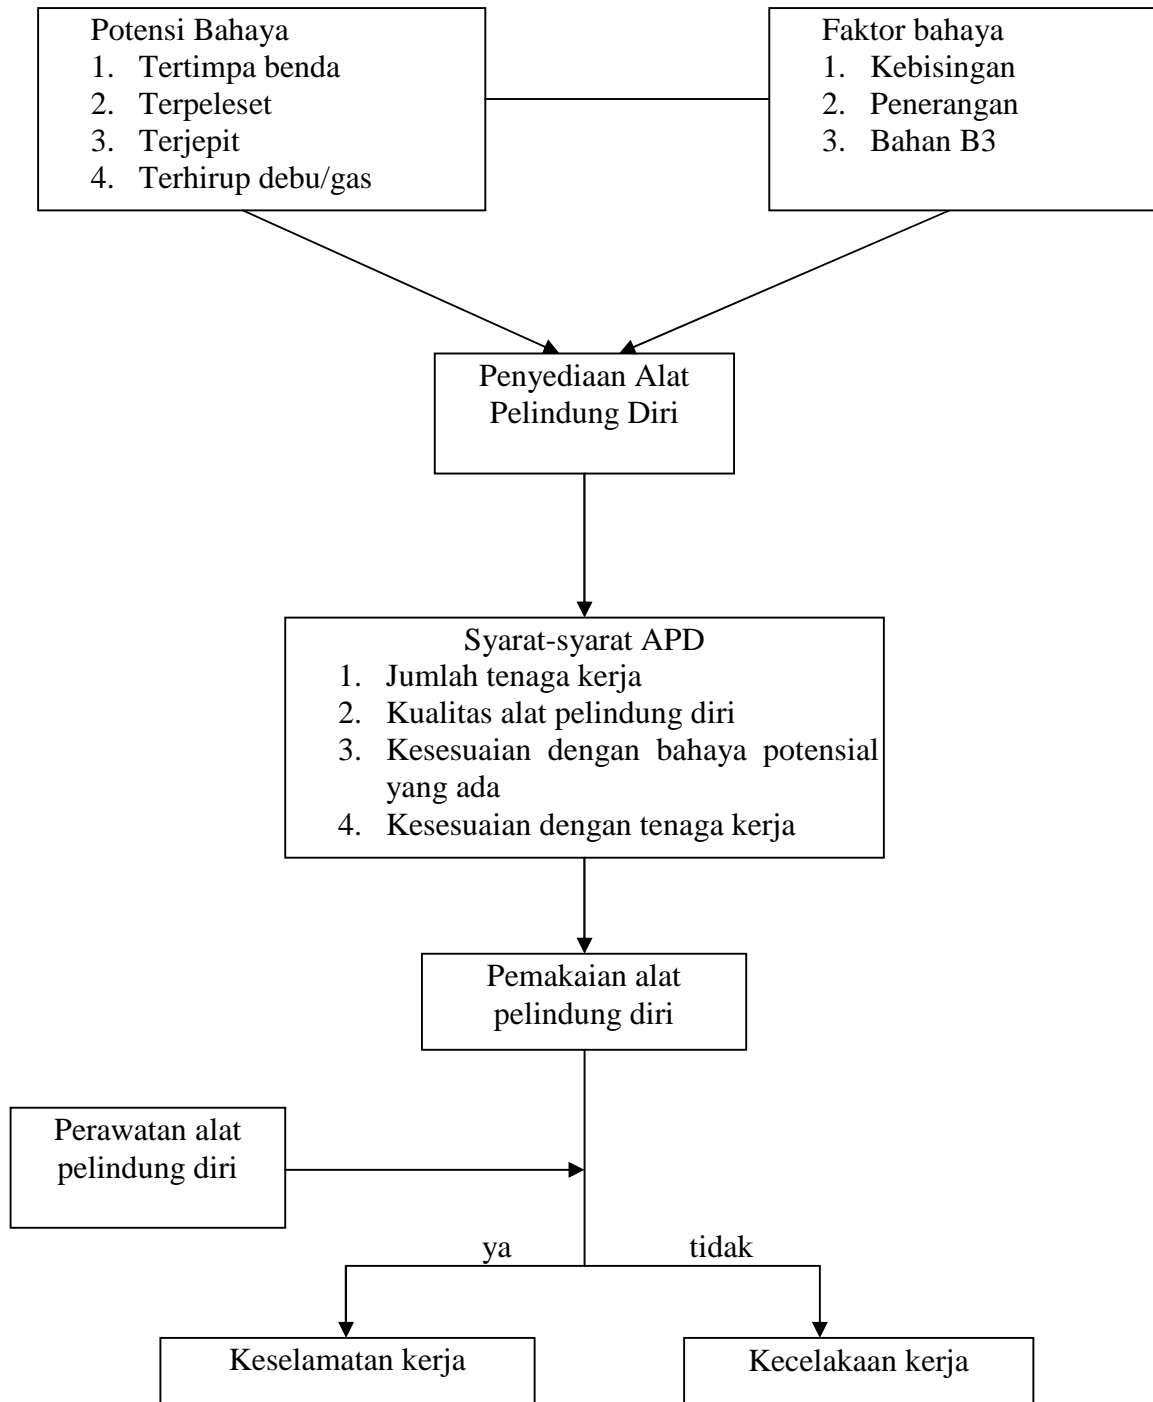 Potensi Bahaya
1. Tertimpa benda
2. Terpeleset
3. Terjepit
4. Terhirup debu/gas
Faktor bahaya
1. Kebisingan
2. Penerangan
3. Bahan B3
Penyediaan Alat
Pelindung Diri
Syarat-syarat APD
1. Jumlah tenaga kerja
2. Kualitas alat pelindung diri
3. Kesesuaian dengan bahaya potensial
yang ada
4. Kesesuaian dengan tenaga kerja
Pemakaian alat
pelindung diri
Perawatan alat
pelindung diri
ya
tidak
Keselamatan kerja
Kecelakaan kerja